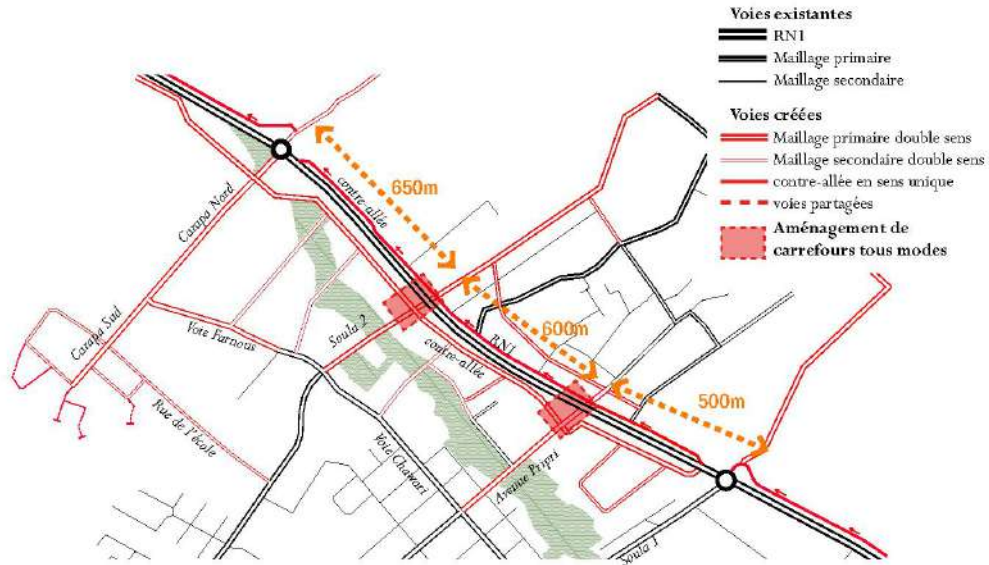 Voies existantes
RN1
Maillage primaire
Maillage secondaire
Voies créées
Maillage primaire double sens
Maillage secondaire double sens
contre-allée en sens unique
voies partagées
Aménagement de
carrefours tous modes
650m
contre-allée
Carapa Nord
Carapa Sud
Voie Farnous
Soula 2
contre-allée
RN1
600m
500m
Rue de l'école
Voie Chawari
Avenue Pripri
Soula 1